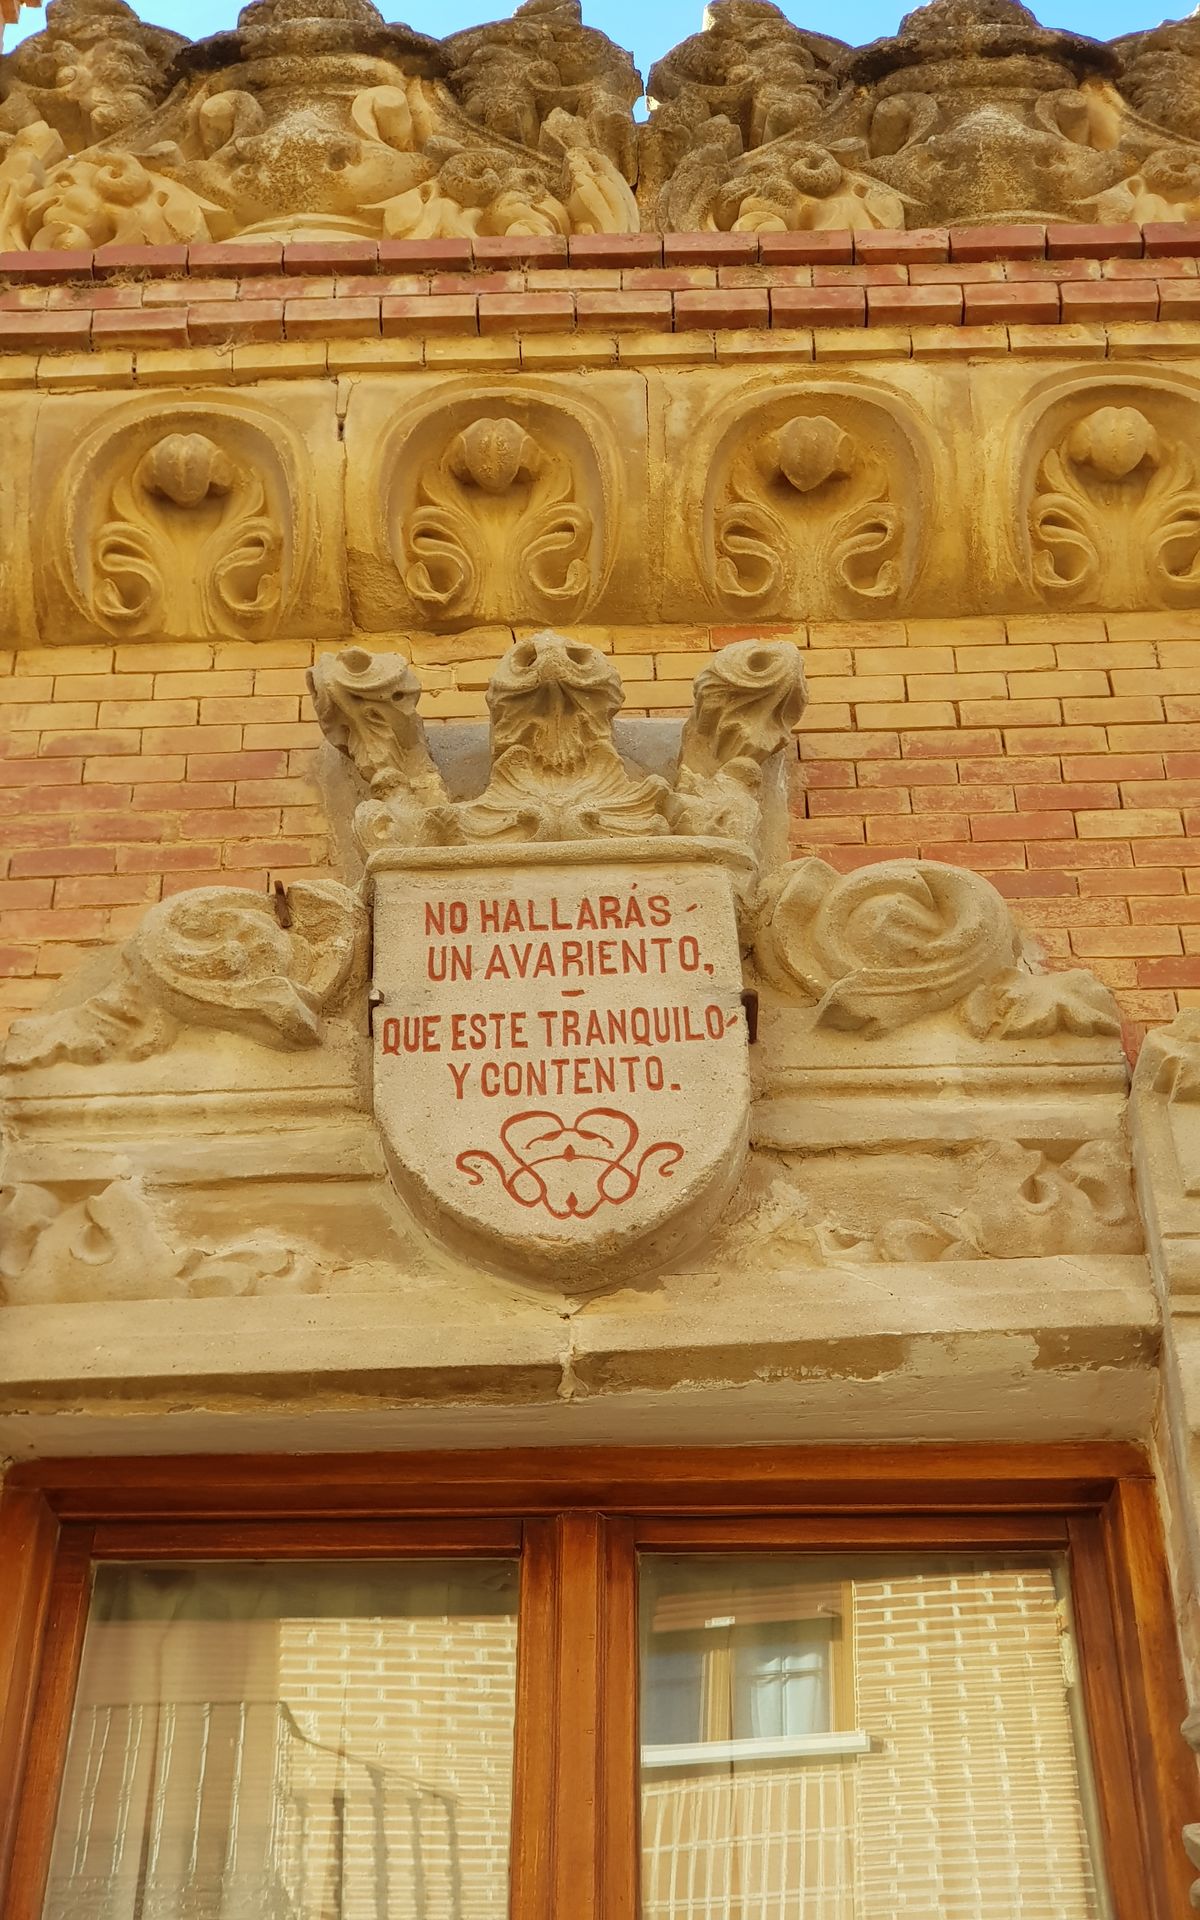 NO HALLARÁS -
UN AVARIENTO,
-
QUE ESTE TRANQUILO-
Y CONTENTO.